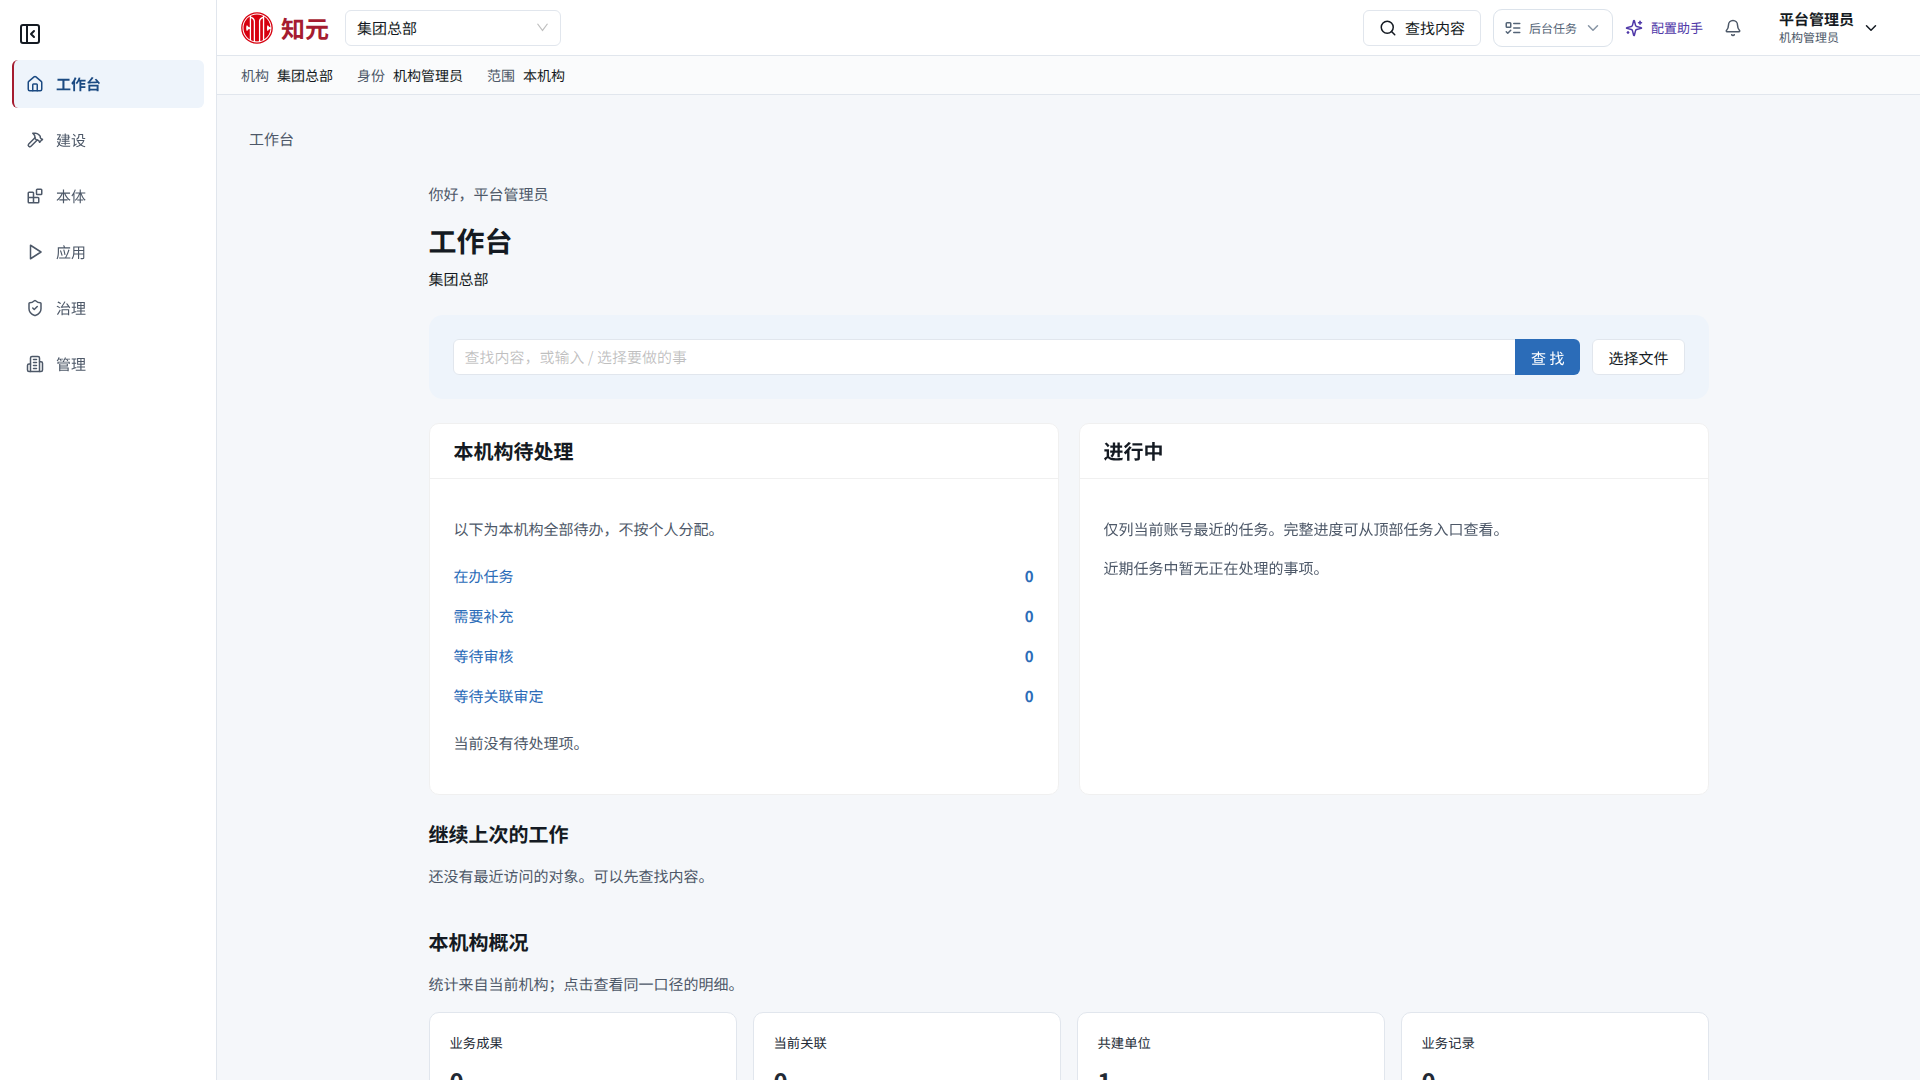 知元
集团总部
查找内容
后台任务
配置助手
平台管理员
机构管理员
机构 集团总部 身份 机构管理员 范围 本机构
工作台
建设
本体
应用
治理
管理
工作台
你好，平台管理员
工作台
集团总部
查找内容，或输入 / 选择要做的事
查 找
选择文件
本机构待处理
以下为本机构全部待办，不按个人分配。
在办任务 0
需要补充 0
等待审核 0
等待关联审定 0
当前没有待处理项。
进行中
仅列当前账号最近的任务。完整进度可从顶部任务入口查看。
近期任务中暂无正在处理的事项。
继续上次的工作
还没有最近访问的对象。可以先查找内容。
本机构概况
统计来自当前机构；点击查看同一口径的明细。
业务成果
0
当前关联
0
共建单位
1
业务记录
0